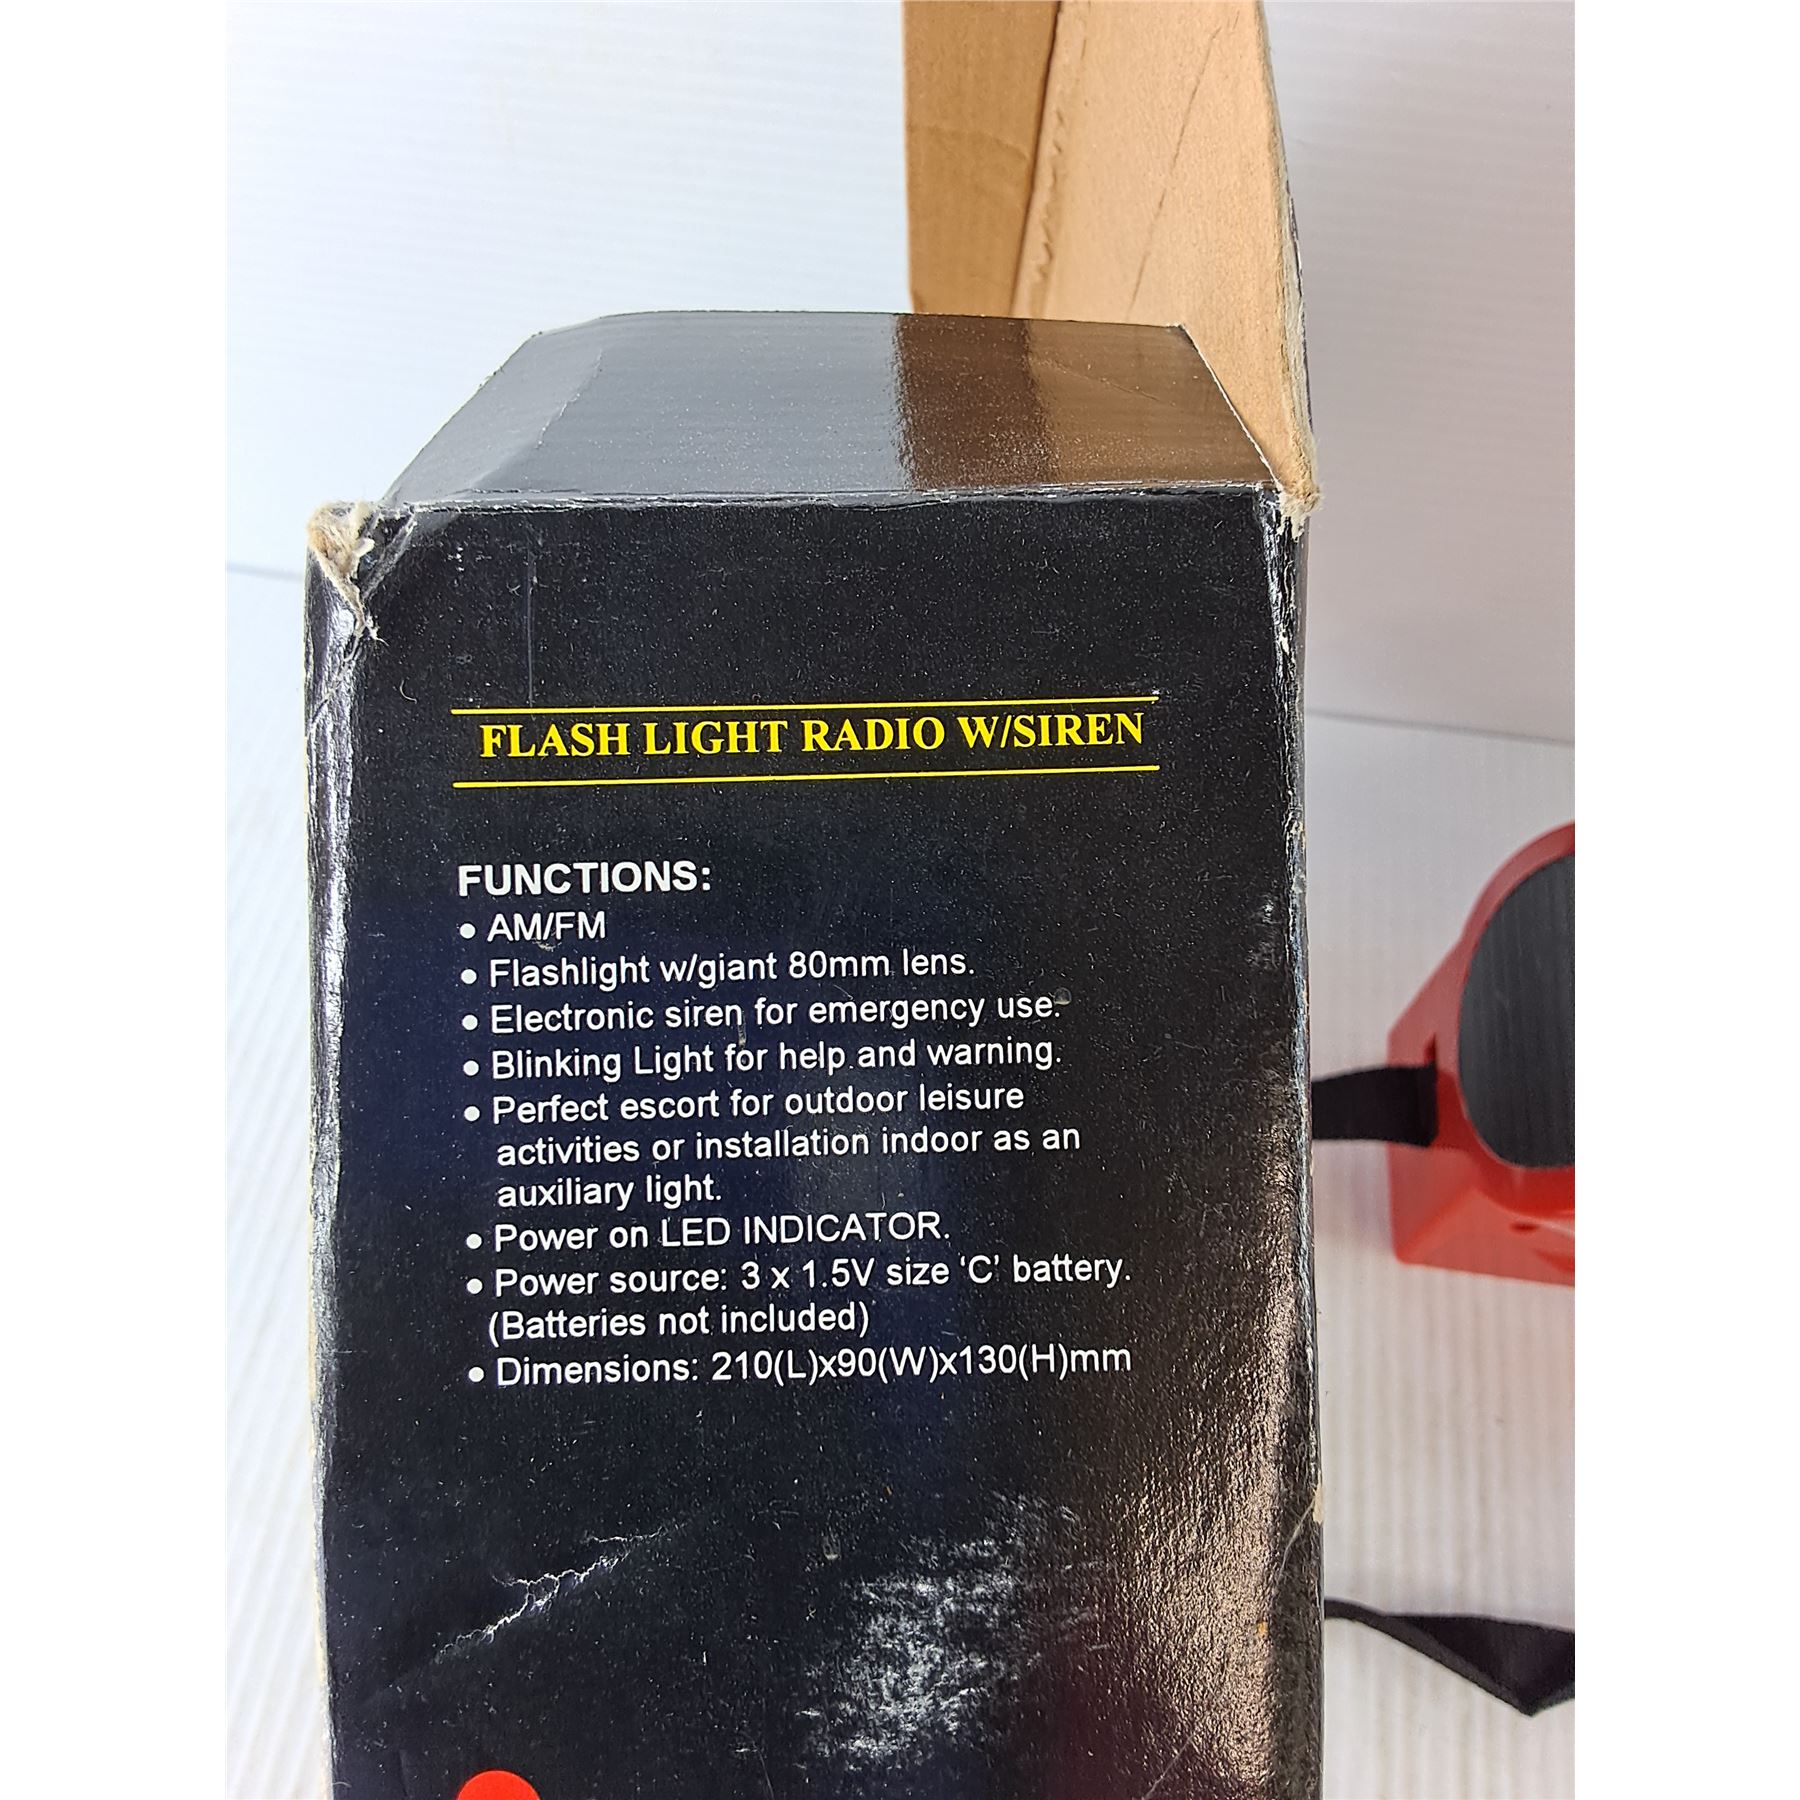 FLASH LIGHT RADIO W/SIREN
FUNCTIONS:
• AM/FM
• Flashlight w/giant 80mm lens.
• Electronic siren for emergency use.
• Blinking Light for help and warning.
• Perfect escort for outdoor leisure
activities or installation indoor as an
auxiliary light.
• Power on LED INDICATOR.
• Power source: 3 x 1.5V size ‘C’ battery.
(Batteries not included)
• Dimensions: 210(L)x90(W)x130(H)mm